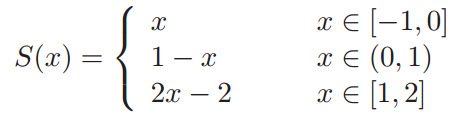 x x ∈ [−1, 0]
S(x) = { 1 − x x ∈ (0, 1)
2x − 2 x ∈ [1, 2]